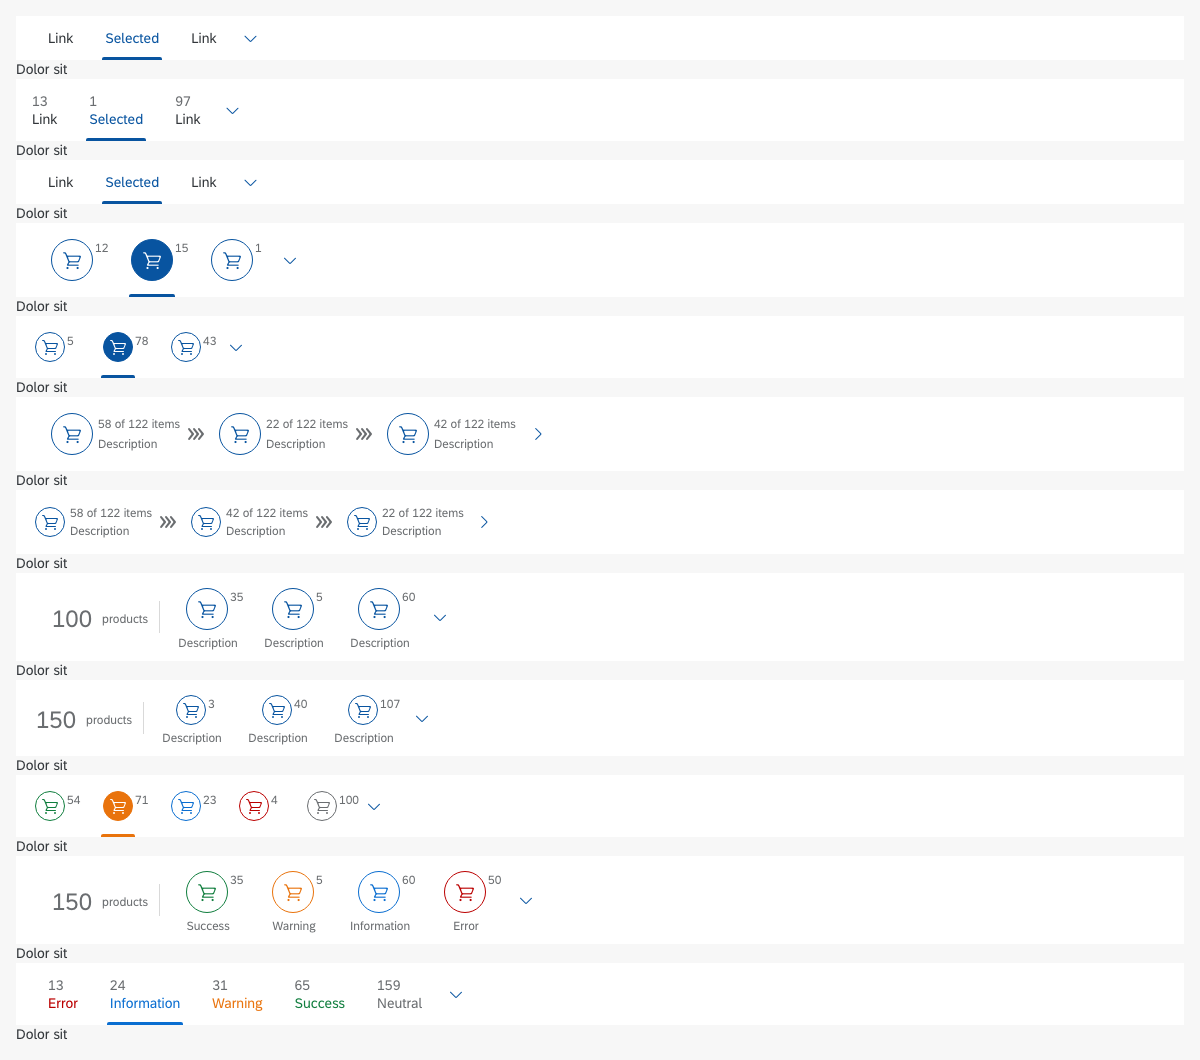 Link Selected Link
Dolor sit
13 1 97
Link Selected Link
Dolor sit
Link Selected Link
Dolor sit
12 15 1
Dolor sit
5 78 43
Dolor sit
58 of 122 items 22 of 122 items 42 of 122 items
Description Description Description
Dolor sit
58 of 122 items 42 of 122 items 22 of 122 items
Description Description Description
Dolor sit
35 5 60
100 products
Description Description Description
Dolor sit
3 40 107
150 products
Description Description Description
Dolor sit
54 71 23 4 100
Dolor sit
35 5 60 50
150 products
Success Warning Information Error
Dolor sit
13 24 31 65 159
Error Information Warning Success Neutral
Dolor sit